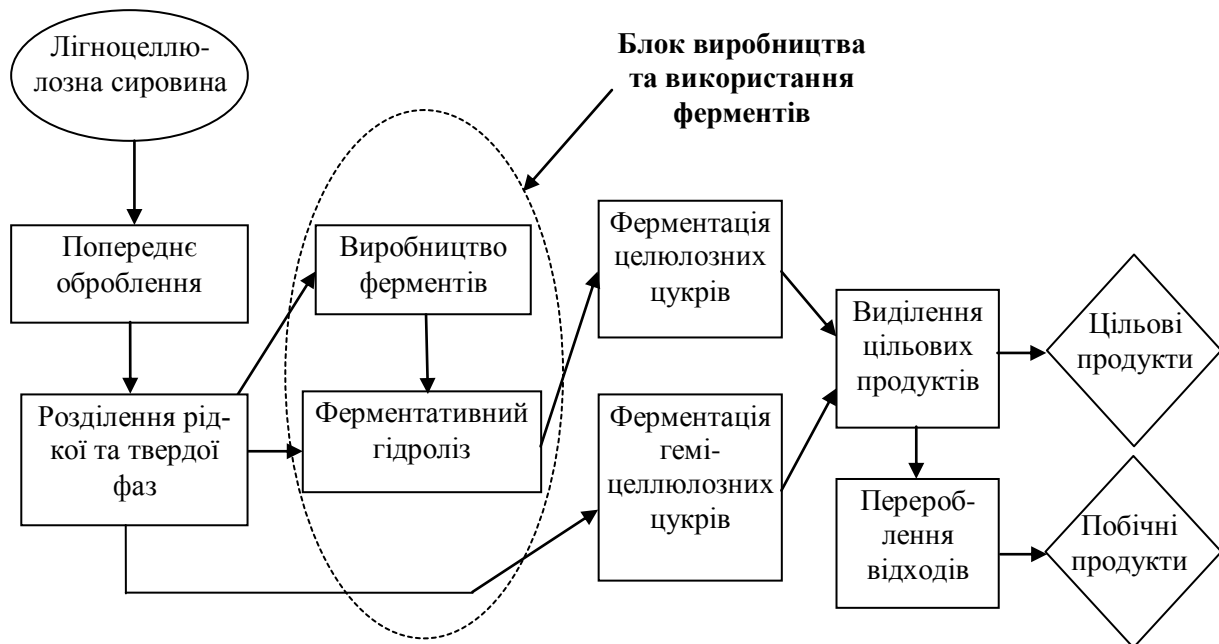 Лігноцеллю-
лозна сировина
Блок виробництва
та використання
ферментів
Попереднє
оброблення
Виробництво
ферментів
Ферментація
целюлозних
цукрів
Розділення рід-
кої та твердої
фаз
Ферментативний
гідроліз
Ферментація
гемі-
целлюлозних
цукрів
Виділення
цільових
продуктів
Цільові
продукти
Перероб-
лення
відходів
Побічні
продукти